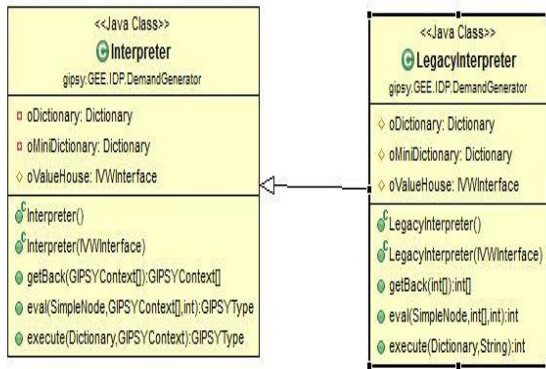 <<Java Class>>
Interpreter
gipsy.GEE.IDP.DemandGenerator
oDictionary: Dictionary
oMiniDictionary: Dictionary
oValueHouse: IVWInterface
Interpreter()
Interpreter(IVWInterface)
getBack(GIPSYContext[]):GIPSYContext[]
eval(SimpleNode,GIPSYContext[],int):GIPSYType
execute(Dictionary,GIPSYContext):GIPSYType
<<Java Class>>
LegacyInterpreter
gipsy.GEE.IDP.DemandGenerator
oDictionary: Dictionary
oMiniDictionary: Dictionary
oValueHouse: IVWInterface
LegacyInterpreter()
LegacyInterpreter(IVWInterface)
getBack(int[]):int[]
eval(SimpleNode,int[],int):int
execute(Dictionary,String):int